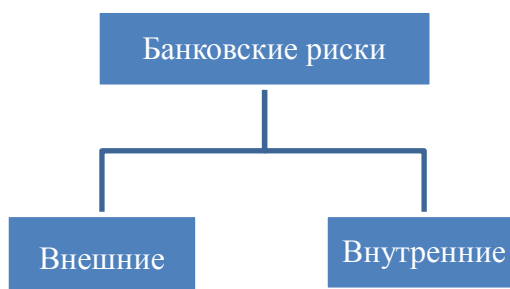 Банковские риски
Внешние
Внутренние